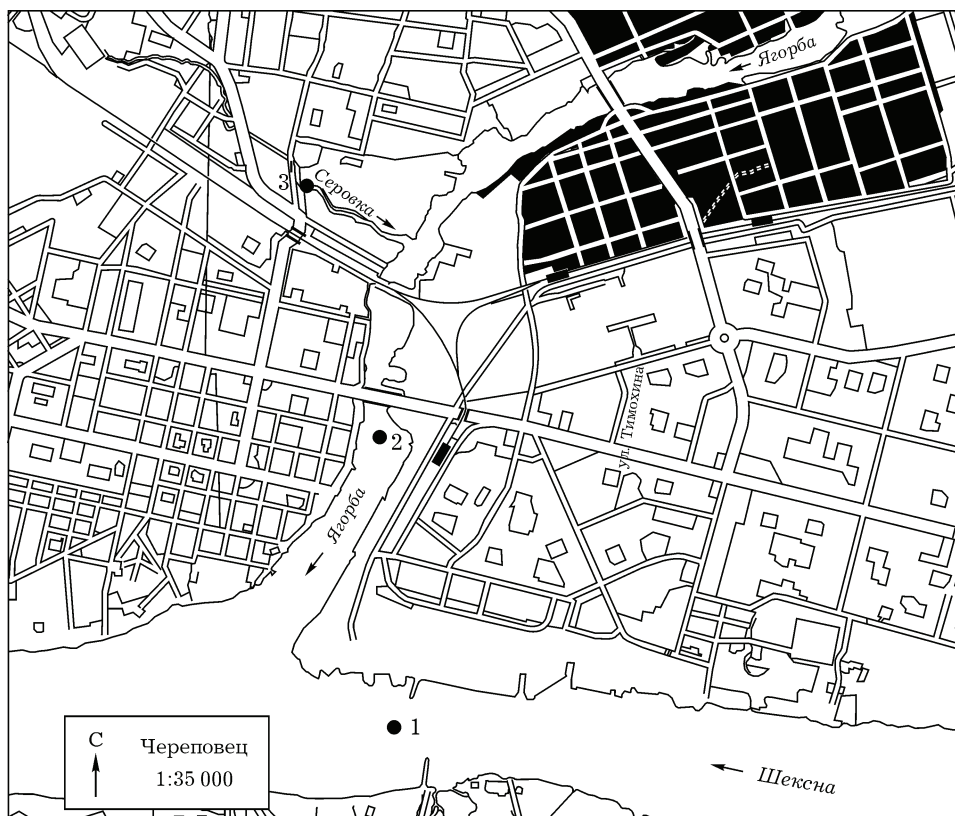 Ягорба
3
Серовка
ул. Тимохина
2
Ягорба
1
С
Череповец
1:35 000
Шексна